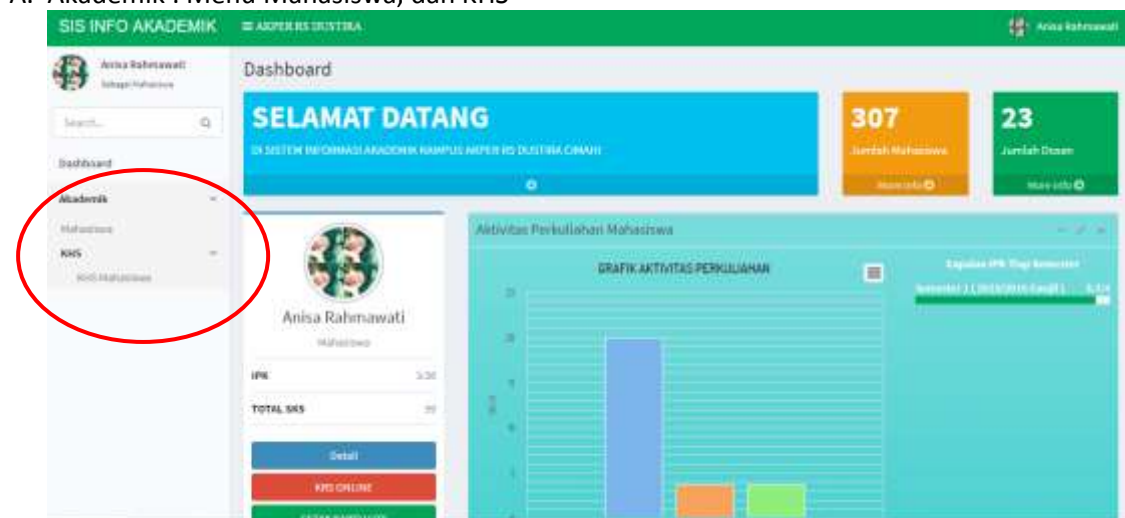 A. Akademik : Menu Mahasiswa, dan KHS
SIS INFO AKADEMIK
AKPER RS DUSTIRA
Anisa Rahmawati
Anisa Rahmawati
Sebagai Mahasiswa
Search...
Dashboard
Akademik
Mahasiswa
KHS
KHS Mahasiswa
Dashboard
SELAMAT DATANG
DI SISTEM INFORMASI AKADEMIK KAMPUS AKPER RS DUSTIRA CIMAHI
307
Jumlah Mahasiswa
More info
23
Jumlah Dosen
More info
Anisa Rahmawati
Mahasiswa
IPK
TOTAL SKS
Detail
KRS ONLINE
Aktivitas Perkuliahan Mahasiswa
GRAFIK AKTIVITAS PERKULIAHAN
Capaian IPK Tiap Semester